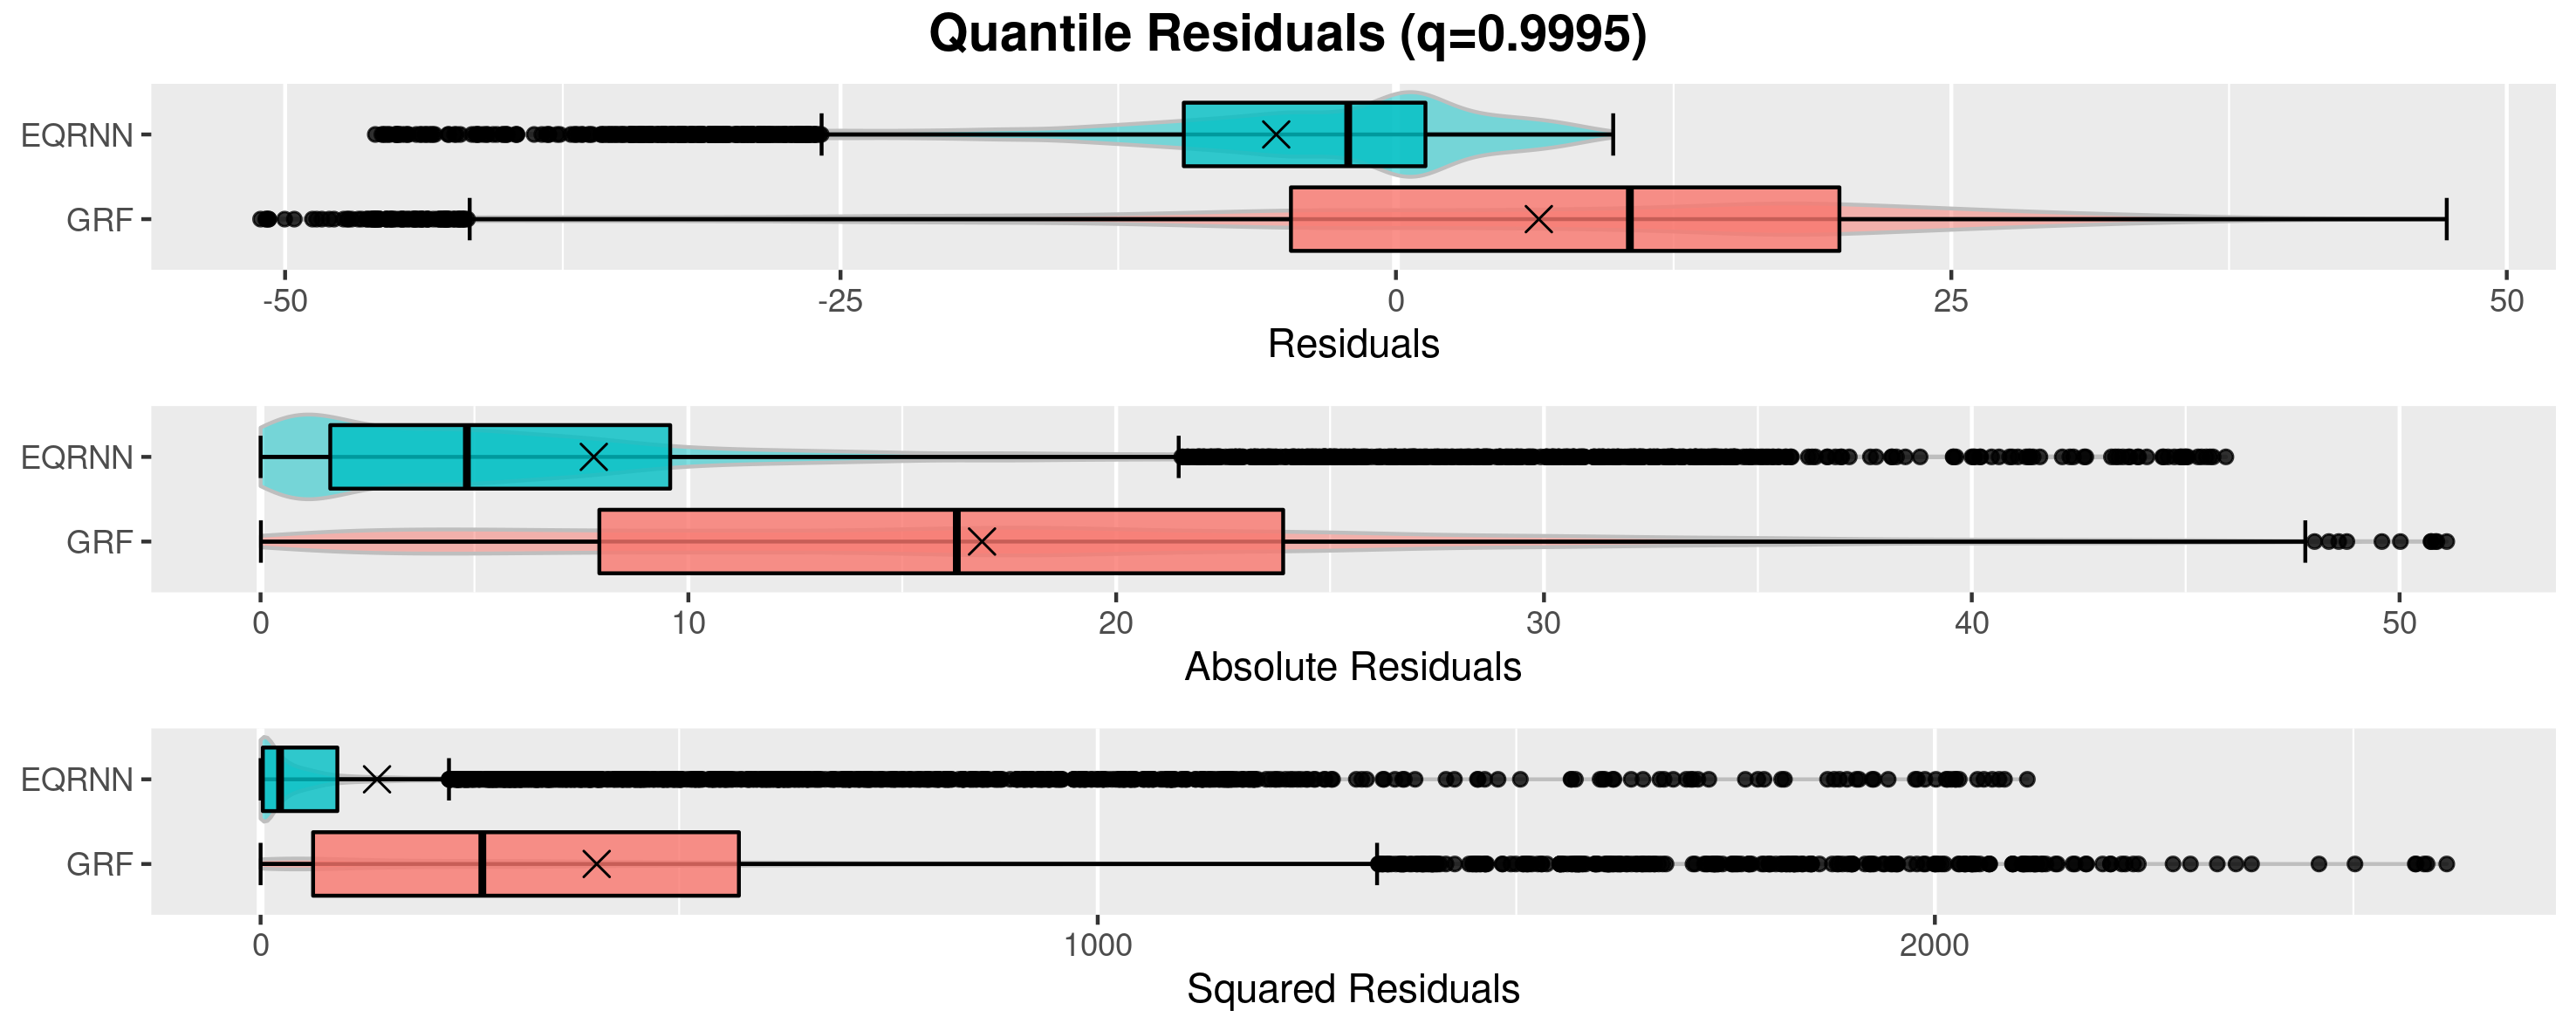 Quantile Residuals (q=0.9995)
EQRNN
GRF
-50 -25 0 25 50
Residuals
EQRNN
GRF
0 10 20 30 40 50
Absolute Residuals
EQRNN
GRF
0 1000 2000
Squared Residuals